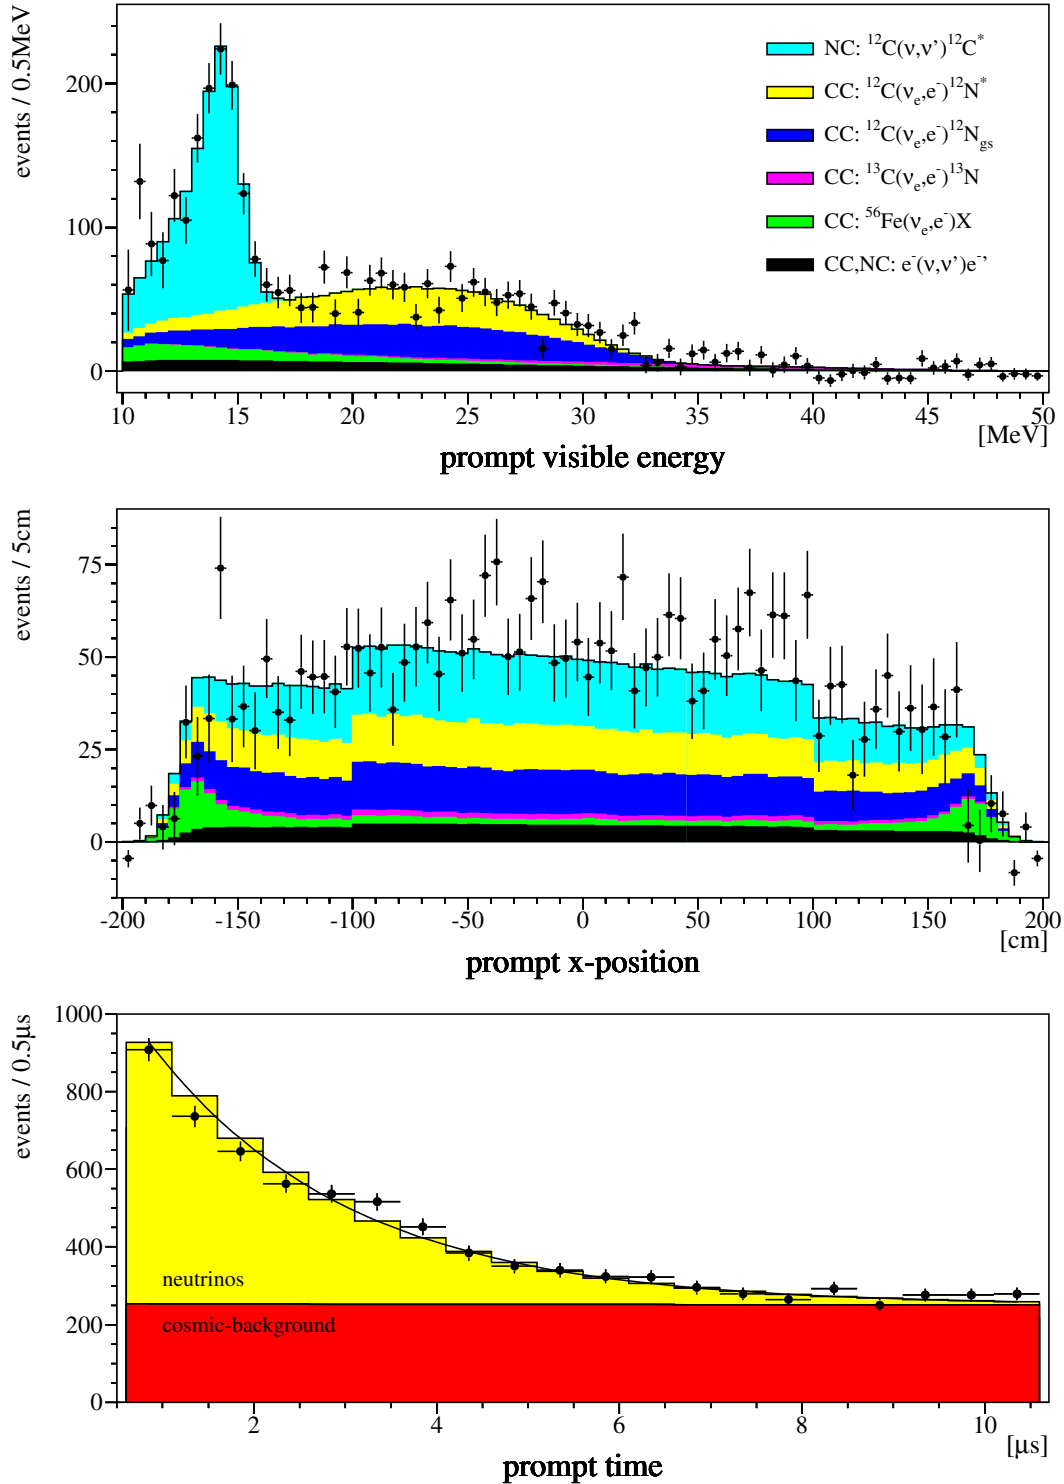 events / 0.5MeV
200
100
0
NC: ¹²C(ν,ν’)¹²C*
CC: ¹²C(νₑ,e⁻)¹²N*
CC: ¹²C(νₑ,e⁻)¹²N_gs
CC: ¹³C(νₑ,e⁻)¹³N
CC: ⁵⁶Fe(νₑ,e⁻)X
CC,NC: e⁻(ν,ν’)e⁻’
10 15 20 25 30 35 40 45 50
[MeV]
prompt visible energy
events / 5cm
75
50
25
0
-200 -150 -100 -50 0 50 100 150 200
[cm]
prompt x-position
events / 0.5μs
1000
800
600
400
200
0
neutrinos
cosmic-background
2 4 6 8 10
[μs]
prompt time